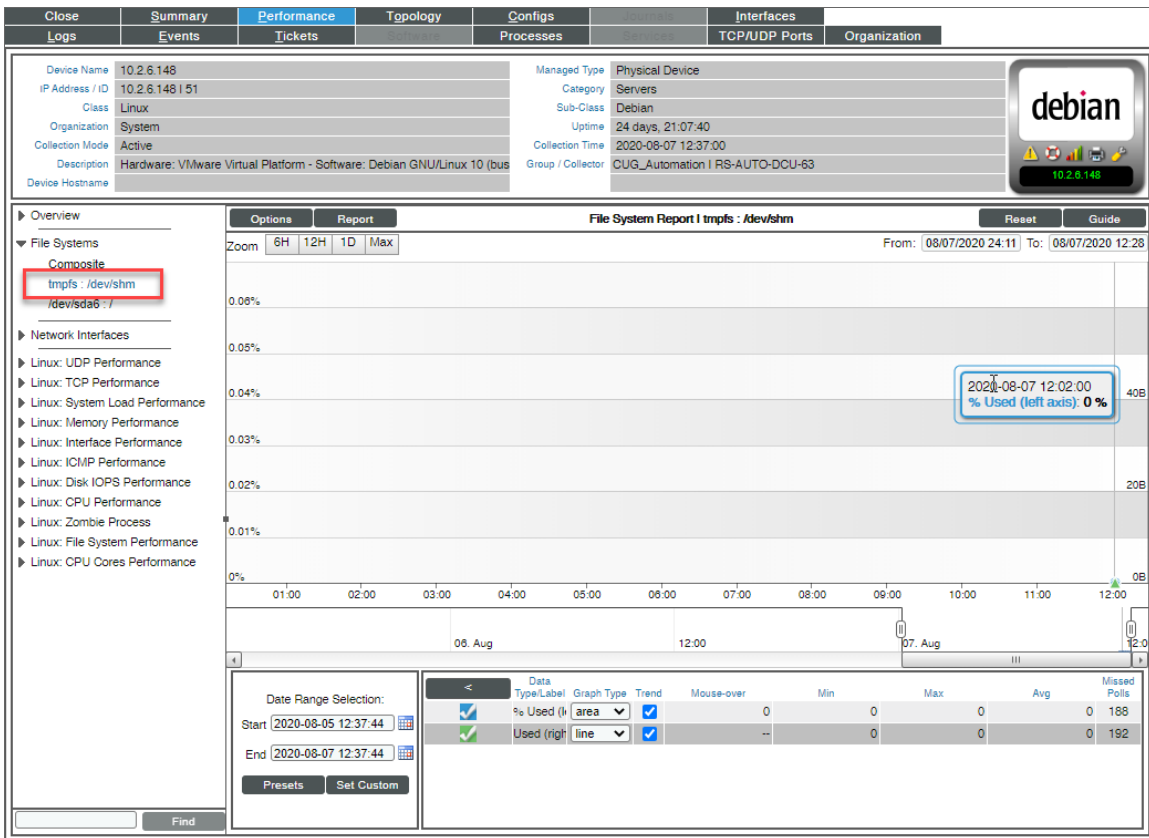 Close Summary Performance Topology Configs Journals Interfaces
Logs Events Tickets Software Processes Services TCP/UDP Ports Organization
Device Name 10.2.6.148 Managed Type Physical Device
IP Address / ID 10.2.6.148 | 51 Category Servers
Class Linux Sub-Class Debian
Organization System Uptime 24 days, 21:07:40
Collection Mode Active Collection Time 2020-08-07 12:37:00
Description Hardware: VMware Virtual Platform - Software: Debian GNU/Linux 10 (bus Group / Collector CUG_Automation | RS-AUTO-DCU-63
Device Hostname
debian
10.2.6.148
Overview
File Systems
Composite
tmpfs : /dev/shm
/dev/sda6 : /
Network Interfaces
Linux: UDP Performance
Linux: TCP Performance
Linux: System Load Performance
Linux: Memory Performance
Linux: Interface Performance
Linux: ICMP Performance
Linux: Disk IOPS Performance
Linux: CPU Performance
Linux: Zombie Process
Linux: File System Performance
Linux: CPU Cores Performance
Find
Options Report File System Report | tmpfs : /dev/shm Reset Guide
Zoom 6H 12H 1D Max From: 08/07/2020 24:11 To: 08/07/2020 12:28
0.06%
0.05%
2020-08-07 12:02:00
% Used (left axis): 0 %
0.04% 40B
0.03%
0.02% 20B
0.01%
0% 0B
01:00 02:00 03:00 04:00 05:00 06:00 07:00 08:00 09:00 10:00 11:00 12:00
06. Aug 12:00 07. Aug 12:0
Date Range Selection:
Start 2020-08-05 12:37:44
End 2020-08-07 12:37:44
Presets Set Custom
< Data Type/Label Graph Type Trend Mouse-over Min Max Avg Missed Polls
% Used (l area 0 0 0 0 188
Used (righ line -- 0 0 0 192